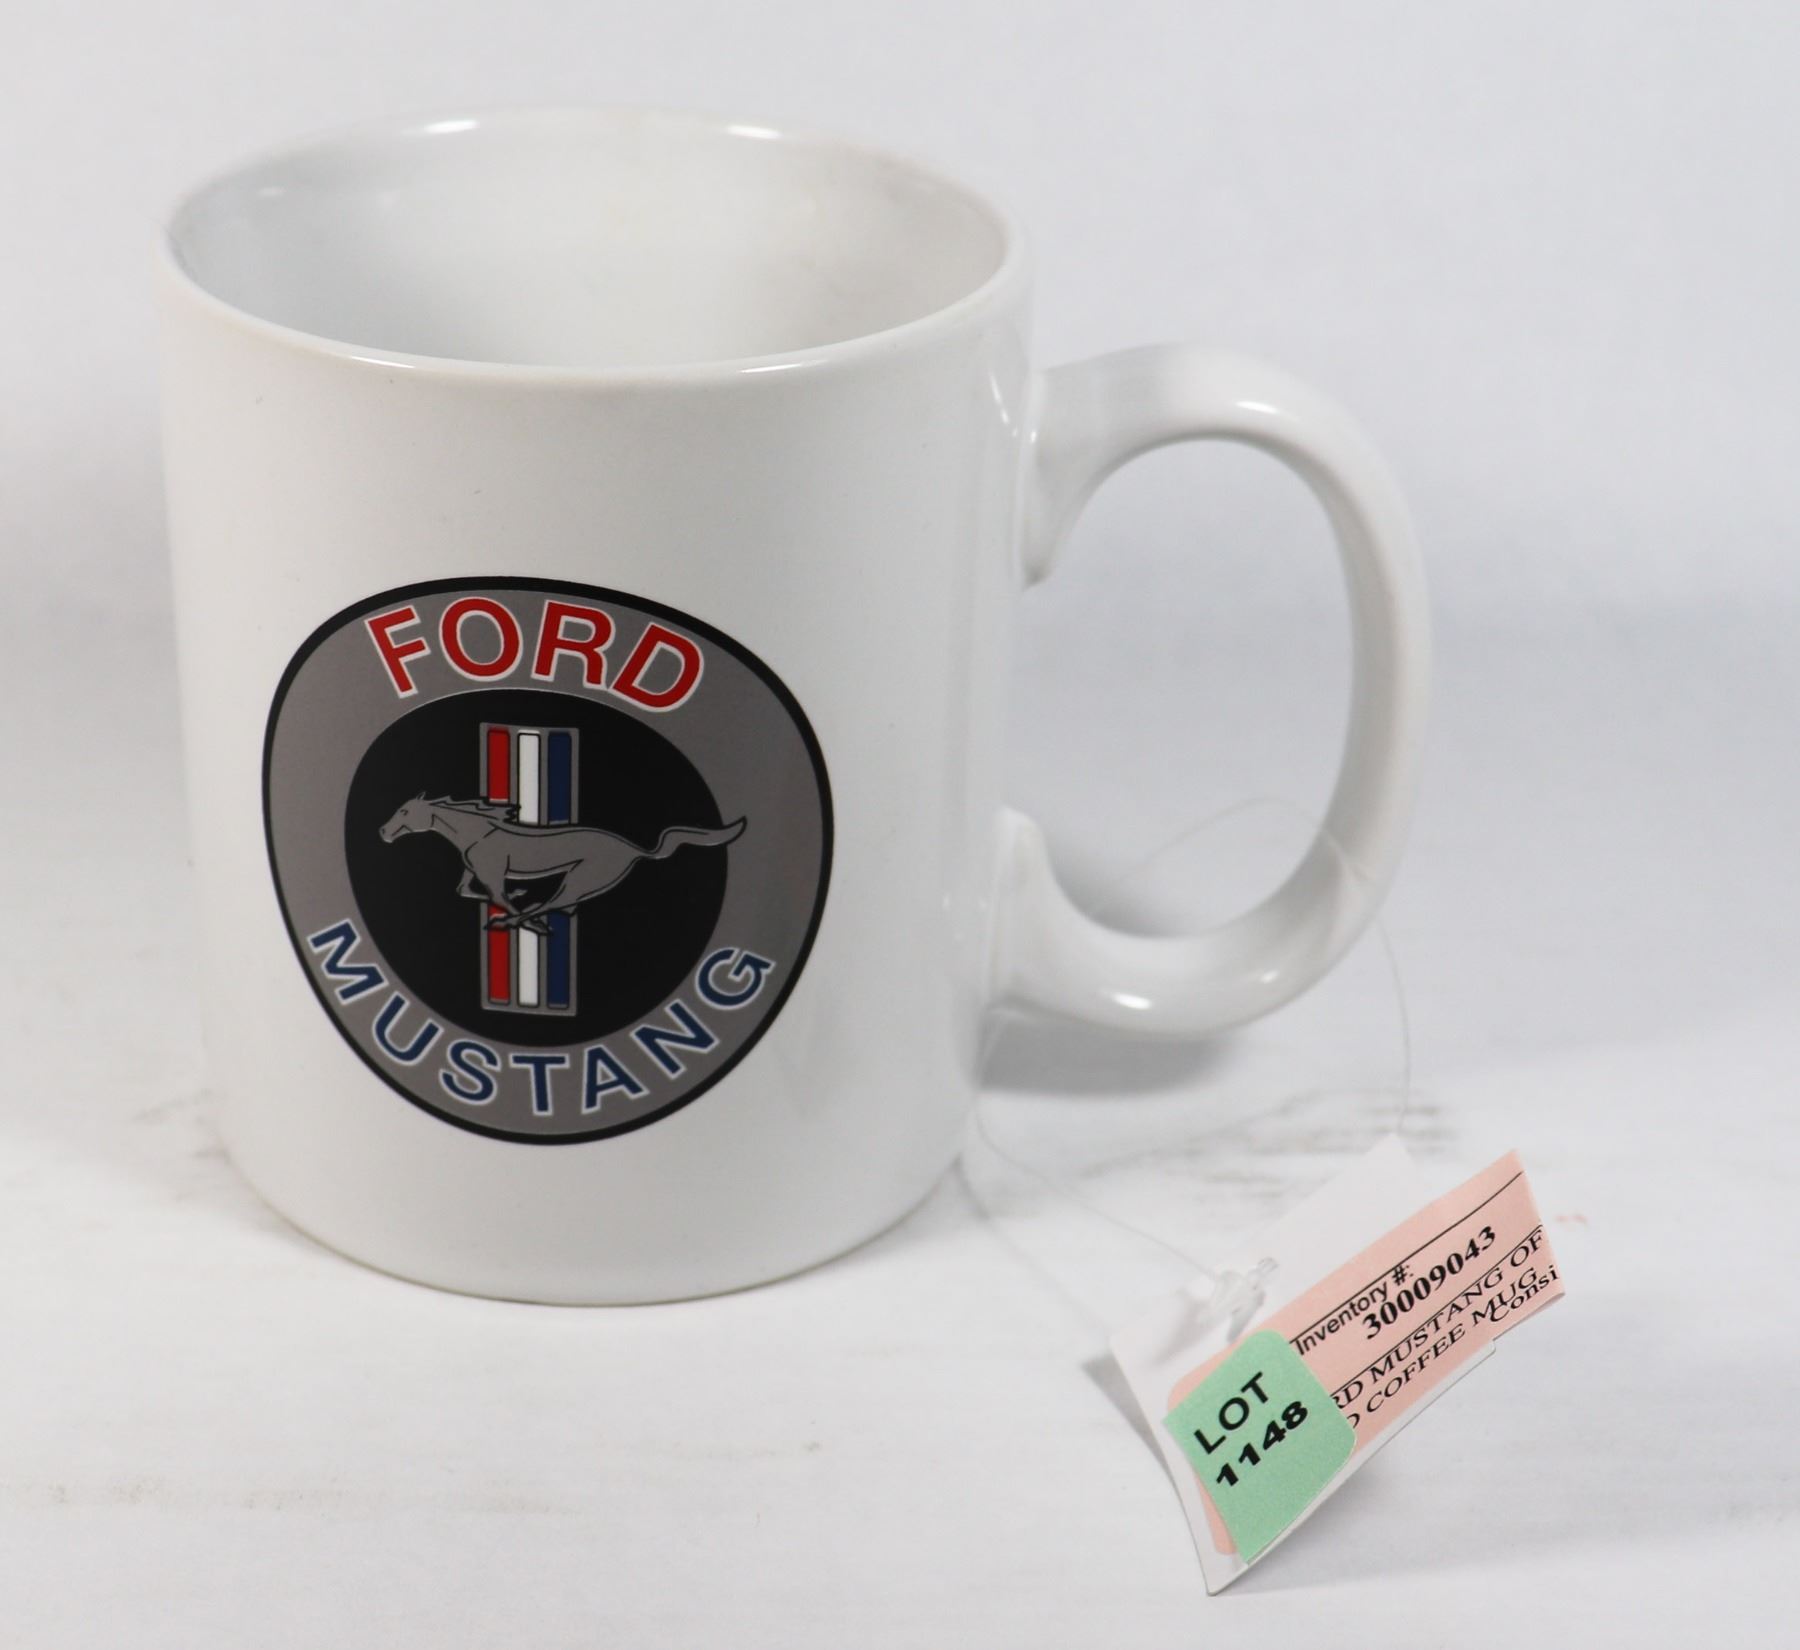 FORD
MUSTANG
Inventory #:
30009043
RD MUSTANG OF
COFFEE MUG
Consi
LOT
1148